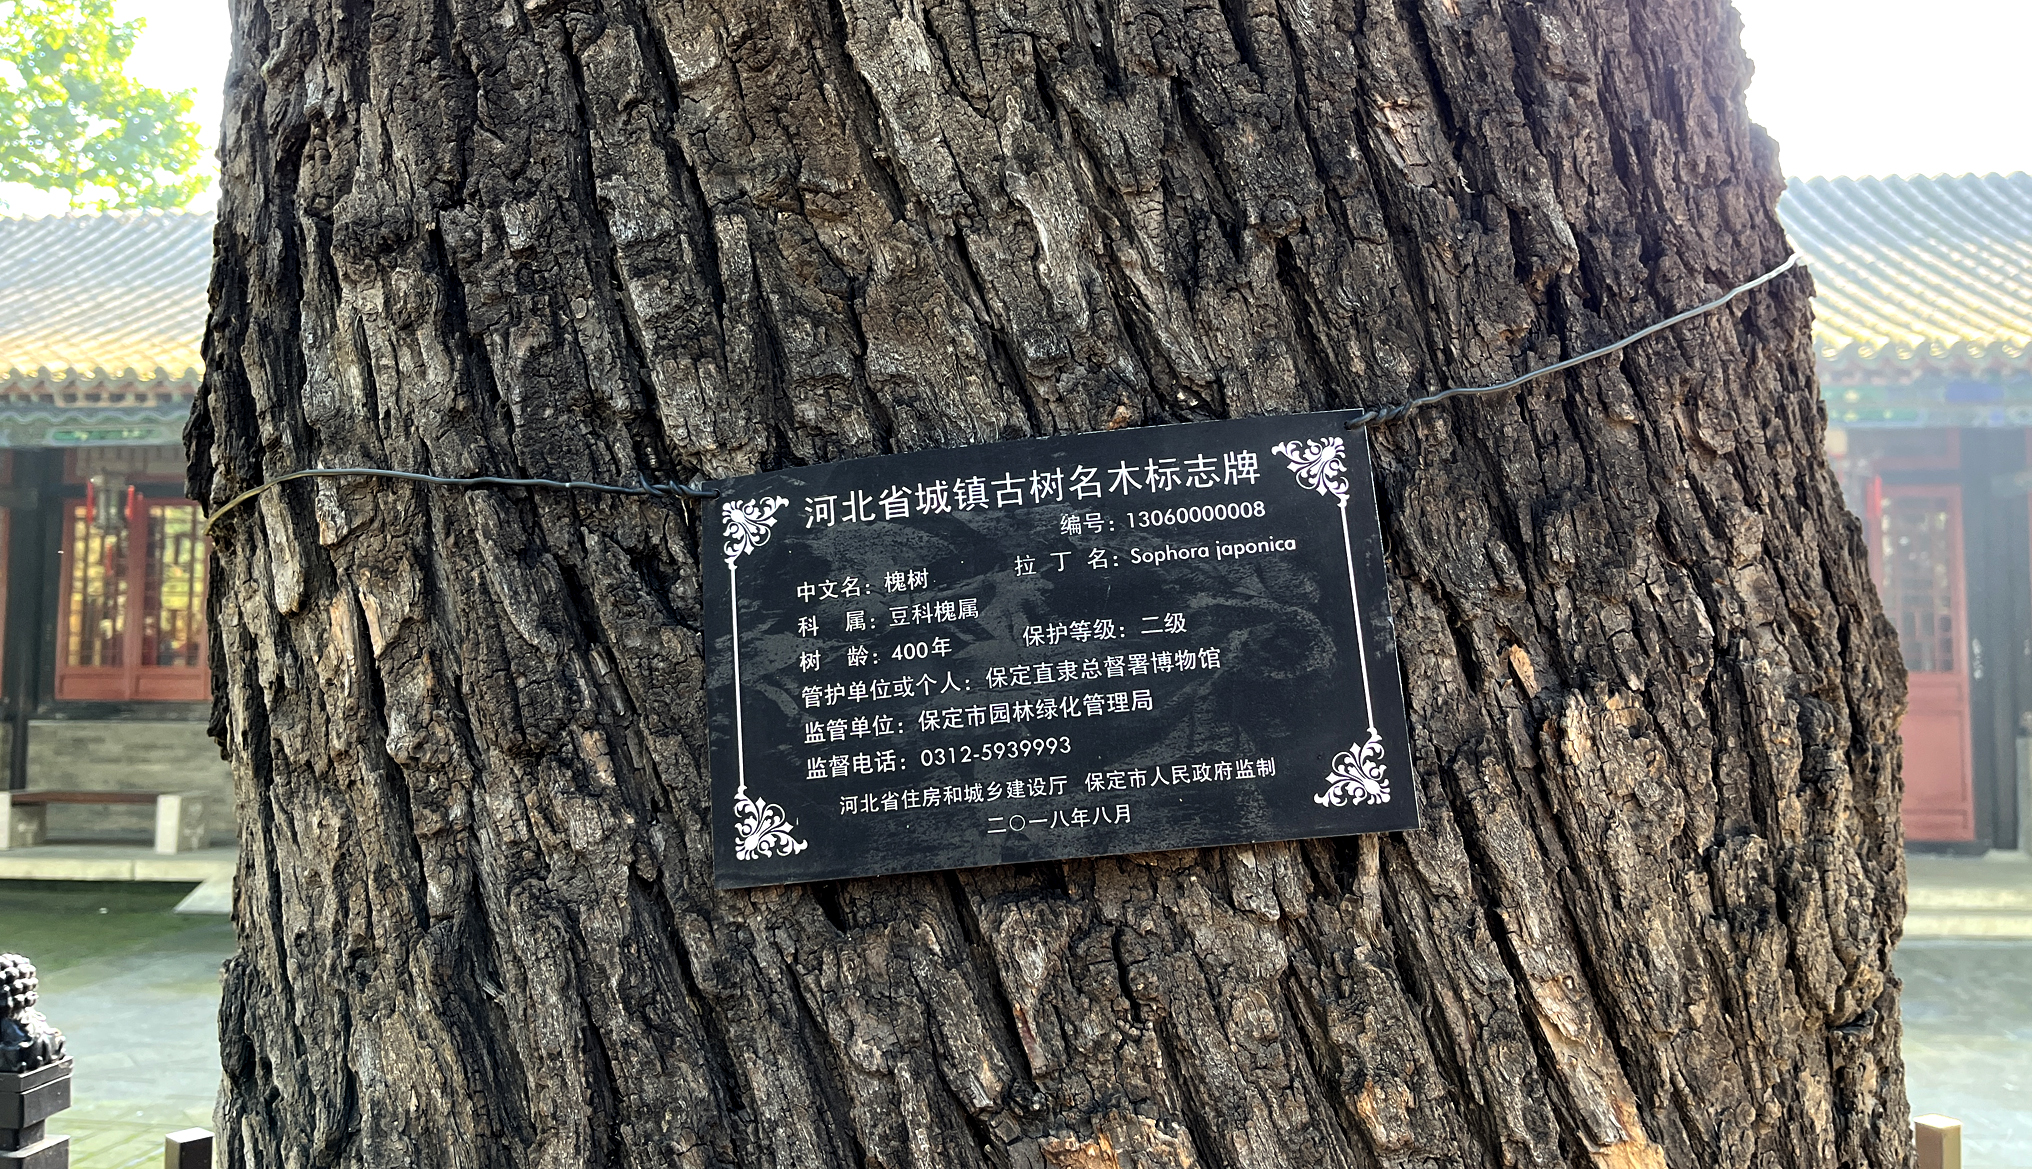 河北省城镇古树名木标志牌
编号：13060000008
中文名：槐树 拉丁名：Sophora japonica
科 属：豆科槐属
树 龄：400年 保护等级：二级
管护单位或个人：保定直隶总督署博物馆
监管单位：保定市园林绿化管理局
监督电话：0312-5939993
河北省住房和城乡建设厅 保定市人民政府监制
二〇一八年八月